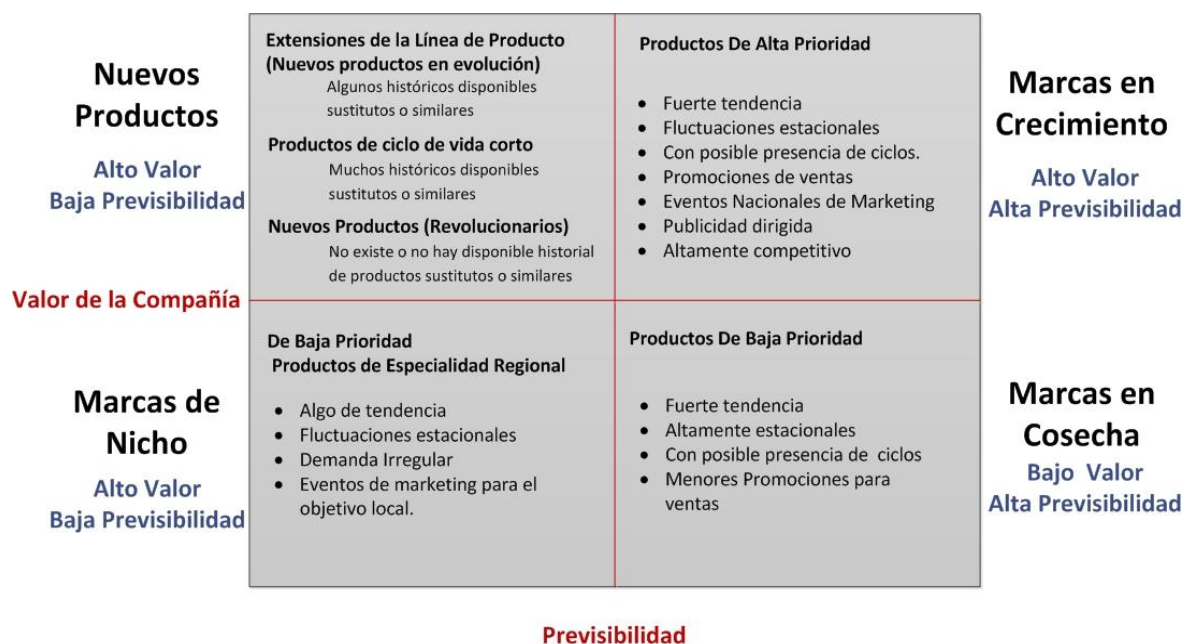 Nuevos
Productos
Alto Valor
Baja Previsibilidad
Extensiones de la Línea de Producto
(Nuevos productos en evolución)
Algunos históricos disponibles
sustitutos o similares
Productos de ciclo de vida corto
Muchos históricos disponibles
sustitutos o similares
Nuevos Productos (Revolucionarios)
No existe o no hay disponible historial
de productos sustitutos o similares
Productos De Alta Prioridad
• Fuerte tendencia
• Fluctuaciones estacionales
• Con posible presencia de ciclos.
• Promociones de ventas
• Eventos Nacionales de Marketing
• Publicidad dirigida
• Altamente competitivo
Marcas en
Crecimiento
Alto Valor
Alta Previsibilidad
Valor de la Compañía
Marcas de
Nicho
Alto Valor
Baja Previsibilidad
De Baja Prioridad
Productos de Especialidad Regional
• Algo de tendencia
• Fluctuaciones estacionales
• Demanda Irregular
• Eventos de marketing para el
objetivo local.
Productos De Baja Prioridad
• Fuerte tendencia
• Altamente estacionales
• Con posible presencia de ciclos
• Menores Promociones para
ventas
Marcas en
Cosecha
Bajo Valor
Alta Previsibilidad
Previsibilidad